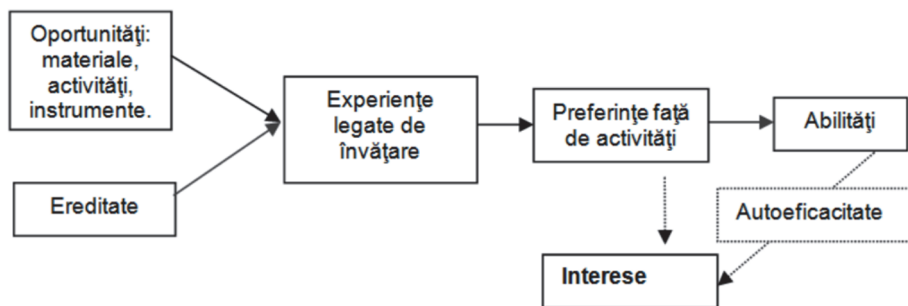 Oportunităţi:
materiale,
activităţi,
instrumente.
Ereditate
Experienţe
legate de
învăţare
Preferinţe faţă
de activităţi
Abilităţi
Autoeficacitate
Interese